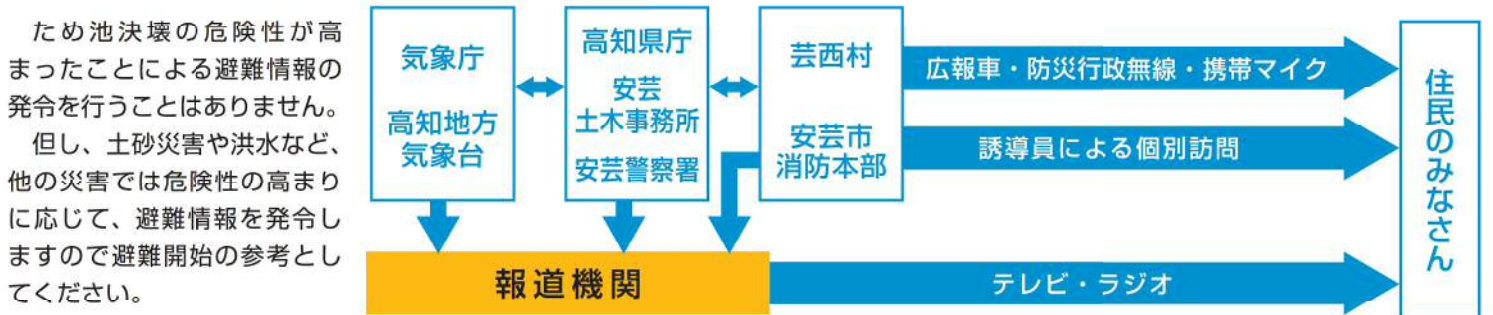 ため池決壊の危険性が高
まったことによる避難情報の
発令を行うことはありません。
但し、土砂災害や洪水など、
他の災害では危険性の高まり
に応じて、避難情報を発令し
ますので避難開始の参考とし
てください。
気象庁
高知地方
気象台
高知県庁
安芸
土木事務所
安芸警察署
芸西村
安芸市
消防本部
広報車・防災行政無線・携帯マイク
誘導員による個別訪問
報道機関
テレビ・ラジオ
住民のみなさん